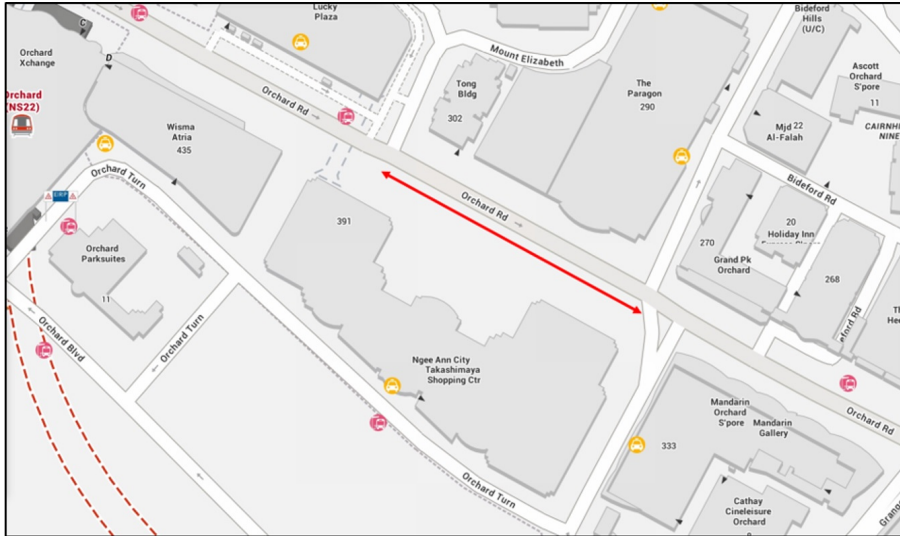 Lucky
Plaza
Bideford
Hills
(U/C)
C
Orchard
Xchange
D
Mount Elizabeth
Orchard Rd
Tong
Bldg
302
The
Paragon
290
Ascott
Orchard
S'pore
11
Orchard
(NS22)
Wisma
Atria
435
Mjd 22
Al-Falah
CAIRNH
NINE
Orchard Turn
Orchard Rd
Bideford Rd
391
20
Holiday Inn
270
Grand Pk
Orchard
268
Orchard
Parksuites
11
eford Rd
Orchard Turn
Orchard Blvd
Ngee Ann City
Takashimaya
Shopping Ctr
Mandarin
Orchard
S'pore
Mandarin
Gallery
Orchard Rd
333
Orchard Turn
Cathay
Cineleisure
Orchard